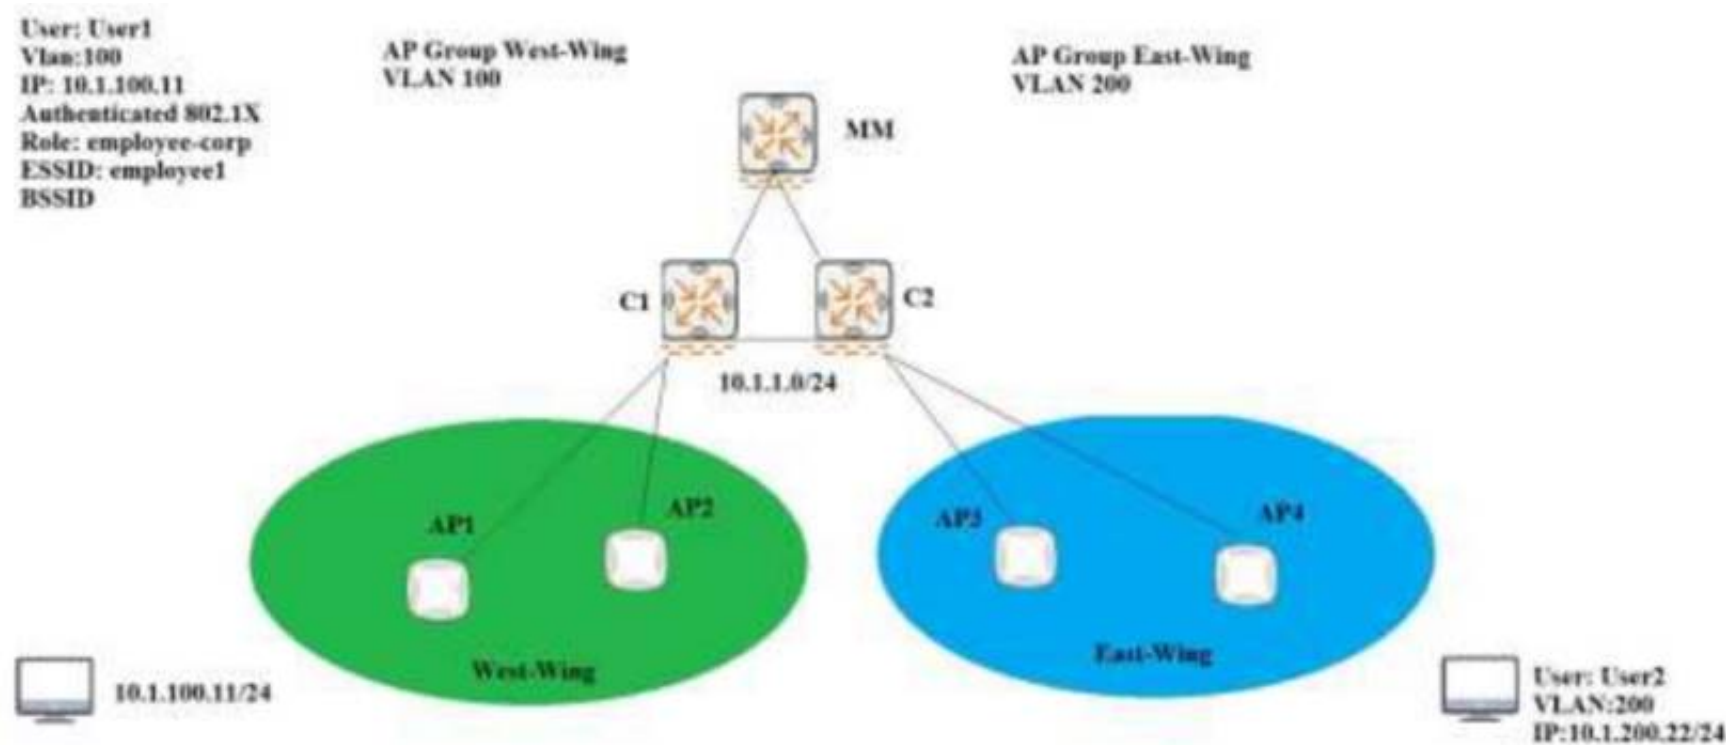 User: User1
Vlan:100
IP: 10.1.100.11
Authenticated 802.1X
Role: employee-corp
ESSID: employee1
BSSID
AP Group West-Wing
VLAN 100
AP Group East-Wing
VLAN 200
MM
C1
C2
10.1.1.0/24
AP1
AP2
AP3
AP4
West-Wing
East-Wing
10.1.100.11/24
User: User2
VLAN:200
IP:10.1.200.22/24